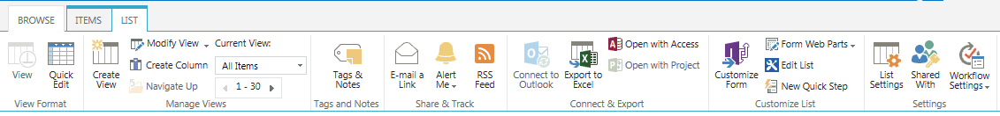 BROWSE ITEMS LIST
View
Quick Edit
View Format
Create View
Modify View
Create Column
Navigate Up
Current View:
All Items
1 - 30
Manage Views
Tags & Notes
Tags and Notes
E-mail a Link
Alert Me
RSS Feed
Share & Track
Connect to Outlook
Export to Excel
Open with Access
Open with Project
Connect & Export
Customize Form
Form Web Parts
Edit List
New Quick Step
Customize List
List Settings
Shared With
Workflow Settings
Settings